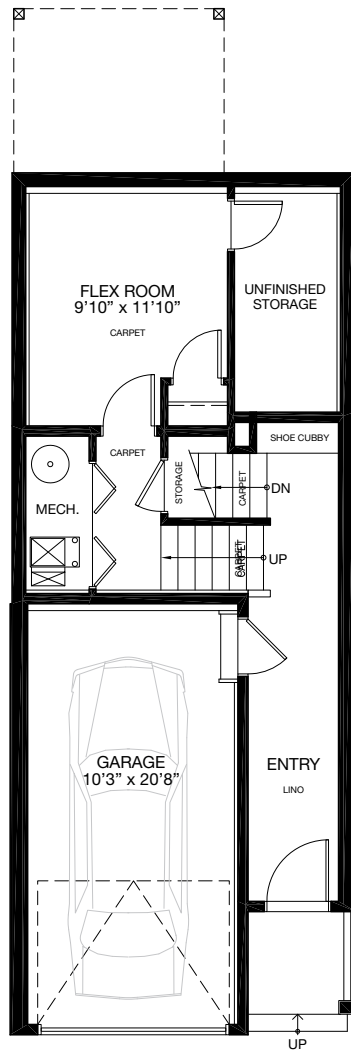 FLEX ROOM
9'10" x 11'10"
CARPET
UNFINISHED
STORAGE
CARPET
STORAGE
CARPET
SHOE CUBBY
DN
MECH.
CARPET
CARPET
UP
GARAGE
10'3" x 20'8"
ENTRY
LINO
UP